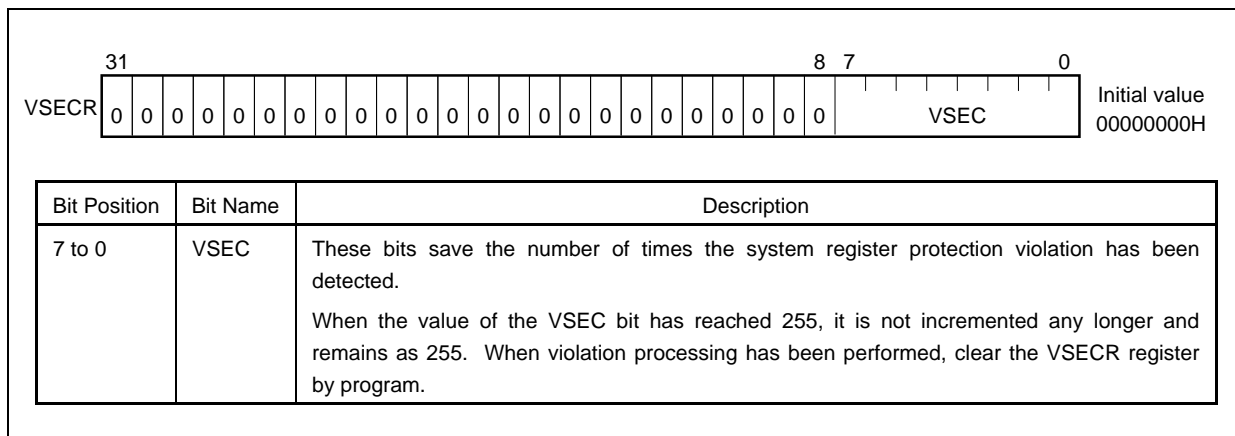 31 8 7 0
VSECR 0 0 0 0 0 0 0 0 0 0 0 0 0 0 0 0 0 0 0 0 0 0 0 0 VSEC Initial value
00000000H
Bit Position Bit Name Description
7 to 0 VSEC These bits save the number of times the system register protection violation has been
detected.
When the value of the VSEC bit has reached 255, it is not incremented any longer and
remains as 255. When violation processing has been performed, clear the VSECR register
by program.